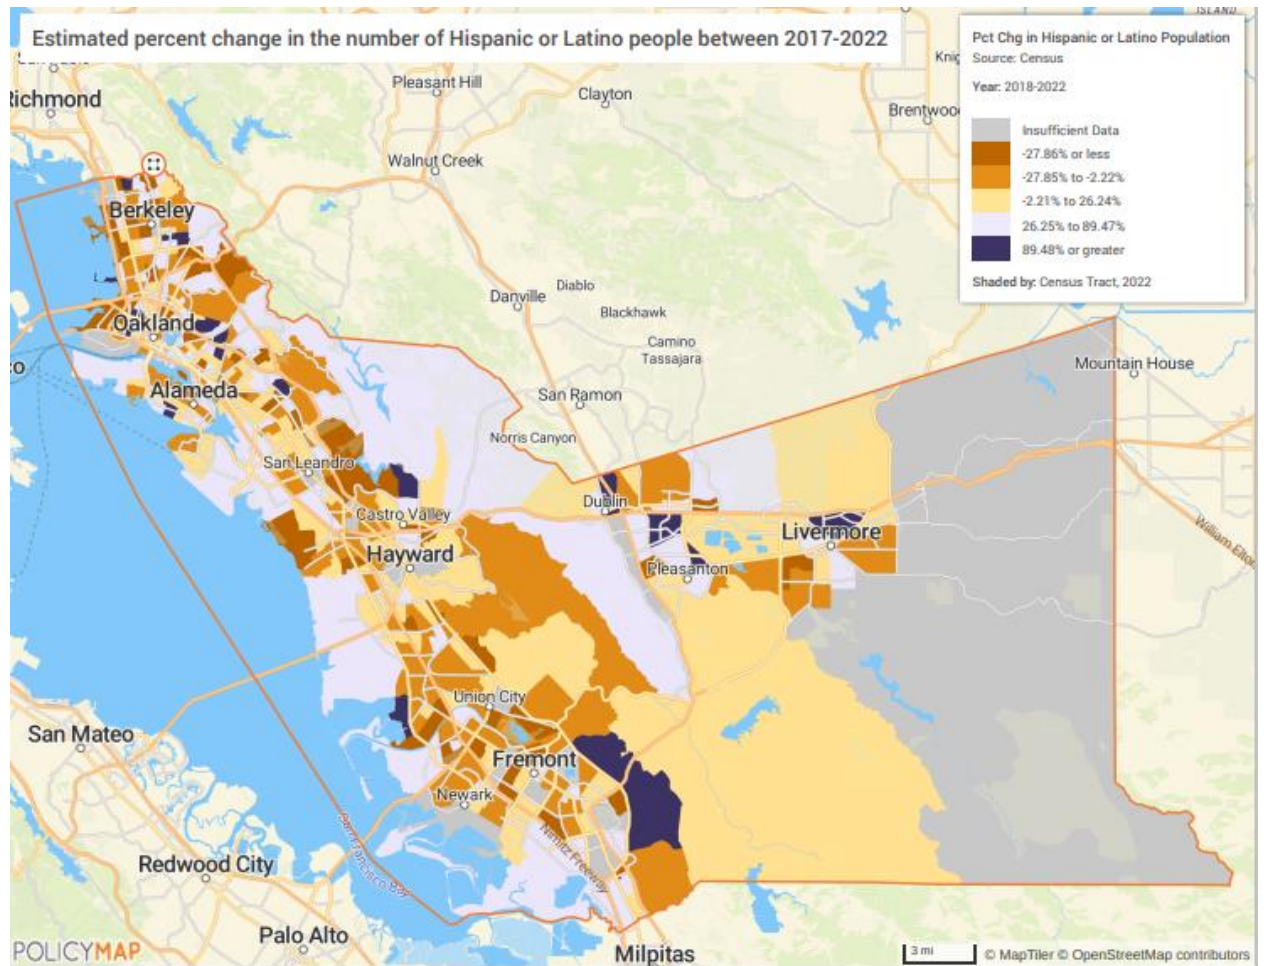 ISLAND
Estimated percent change in the number of Hispanic or Latino people between 2017-2022
Pct Chg in Hispanic or Latino Population
Source: Census
Year: 2018-2022
Insufficient Data
-27.86% or less
-27.85% to -2.22%
-2.21% to 26.24%
26.25% to 89.47%
89.48% or greater
Shaded by: Census Tract, 2022
Pleasant Hill
Clayton
Richmond
Brentwoo
Walnut Creek
Berkeley
Diablo
Danville
Blackhawk
Oakland
Camino
Tassajara
Mountain House
co
Alameda
San Ramon
Norris Canyon
San Leandro
Dublin
Castro Valley
Livermore
Hayward
Pleasanton
Union City
San Mateo
Fremont
Newark
Nimitz Freeway
San Francisco Bay
Redwood City
Palo Alto
Milpitas
POLICYMAP
3 mi
© MapTiler © OpenStreetMap contributors